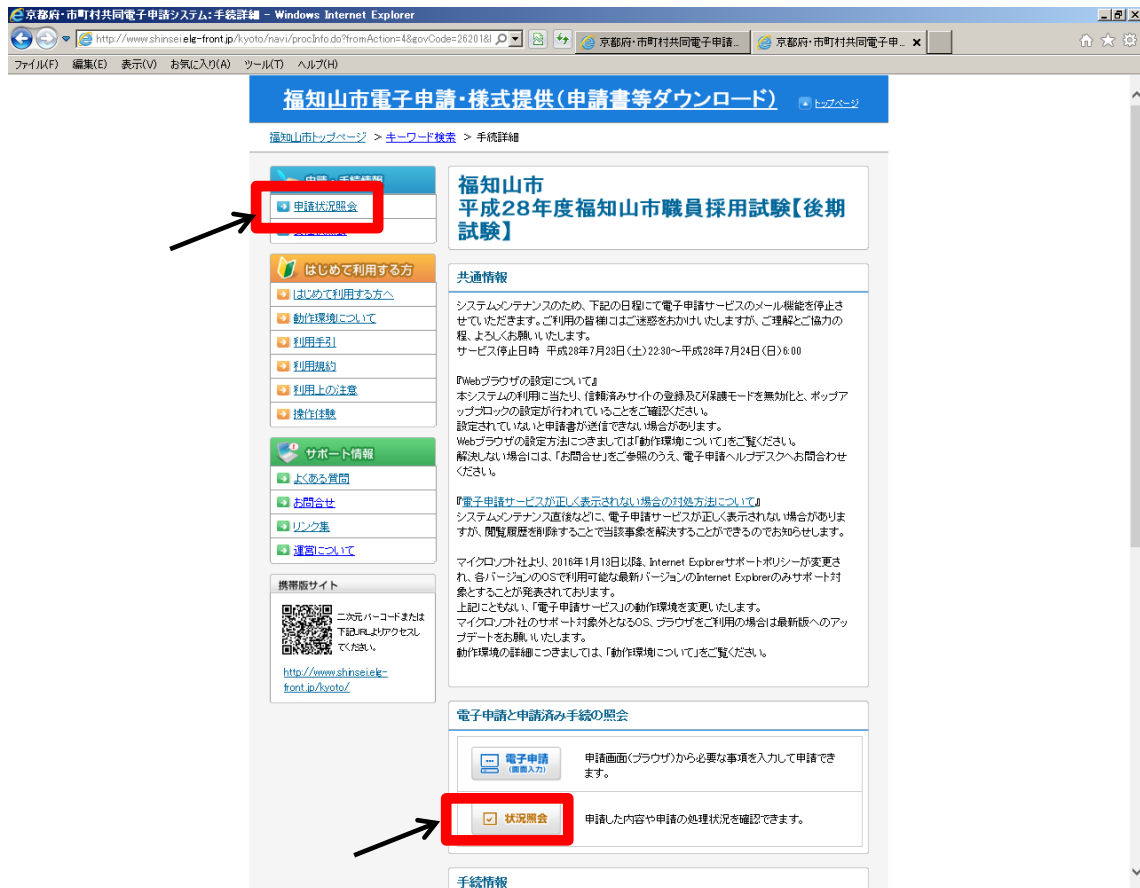 京都府・市町村共同電子申請システム:手続詳細 - Windows Internet Explorer
http://www.shinsei.elg-front.jp/kyoto/navi/procInfo.do?fromAction=4&govCode=26201&l
京都府・市町村共同電子申請...
京都府・市町村共同電子申...
ファイル(F) 編集(E) 表示(V) お気に入り(A) ツール(T) ヘルプ(H)
福知山市電子申請・様式提供(申請書等ダウンロード)
トップページ
福知山市トップページ > キーワード検索 > 手続詳細
申請状況照会
はじめて利用する方
はじめて利用する方へ
動作環境について
利用手引
利用規約
利用上の注意
操作体験
サポート情報
よくある質問
お問合せ
リンク集
運営について
携帯版サイト
二次元バーコードまたは
下記URLよりアクセスし
てください。
http://www.shinsei.elg-
front.jp/kyoto/
福知山市
平成28年度福知山市職員採用試験【後期
試験】
共通情報
システムメンテナンスのため、下記の日程にて電子申請サービスのメール機能を停止さ
せていただきます。ご利用の皆様にはご迷惑をおかけいたしますが、ご理解とご協力の
程、よろしくお願いいたします。
サービス停止日時 平成28年7月23日(土)22:30～平成28年7月24日(日)6:00
『Webブラウザの設定について』
本システムの利用に当たり、信頼済みサイトの登録及び保護モードを無効化と、ポップア
ップブロックの設定が行われていることをご確認ください。
設定されていないと申請書が送信できない場合があります。
Webブラウザの設定方法につきましては「動作環境について」をご覧ください。
解決しない場合には、「お問合せ」をご参照のうえ、電子申請ヘルプデスクへお問合わせ
ください。
『電子申請サービスが正しく表示されない場合の対処方法について』
システムメンテナンス直後などに、電子申請サービスが正しく表示されない場合がありま
すが、閲覧履歴を削除することで当該事象を解決することができるのでお知らせします。
マイクロソフト社より、2016年1月13日以降、Internet Explorerサポートポリシーが変更さ
れ、各バージョンのOSで利用可能な最新バージョンのInternet Explorerのみサポート対
象とすることが発表されております。
上記にともない、「電子申請サービス」の動作環境を変更いたします。
マイクロソフト社のサポート対象外となるOS、ブラウザをご利用の場合は最新版へのアッ
プデートをお願いいたします。
動作環境の詳細につきましては、「動作環境について」をご覧ください。
電子申請と申請済み手続の照会
電子申請
(画面入力)
申請画面(ブラウザ)から必要な事項を入力して申請でき
ます。
状況照会
申請した内容や申請の処理状況を確認できます。
手続情報